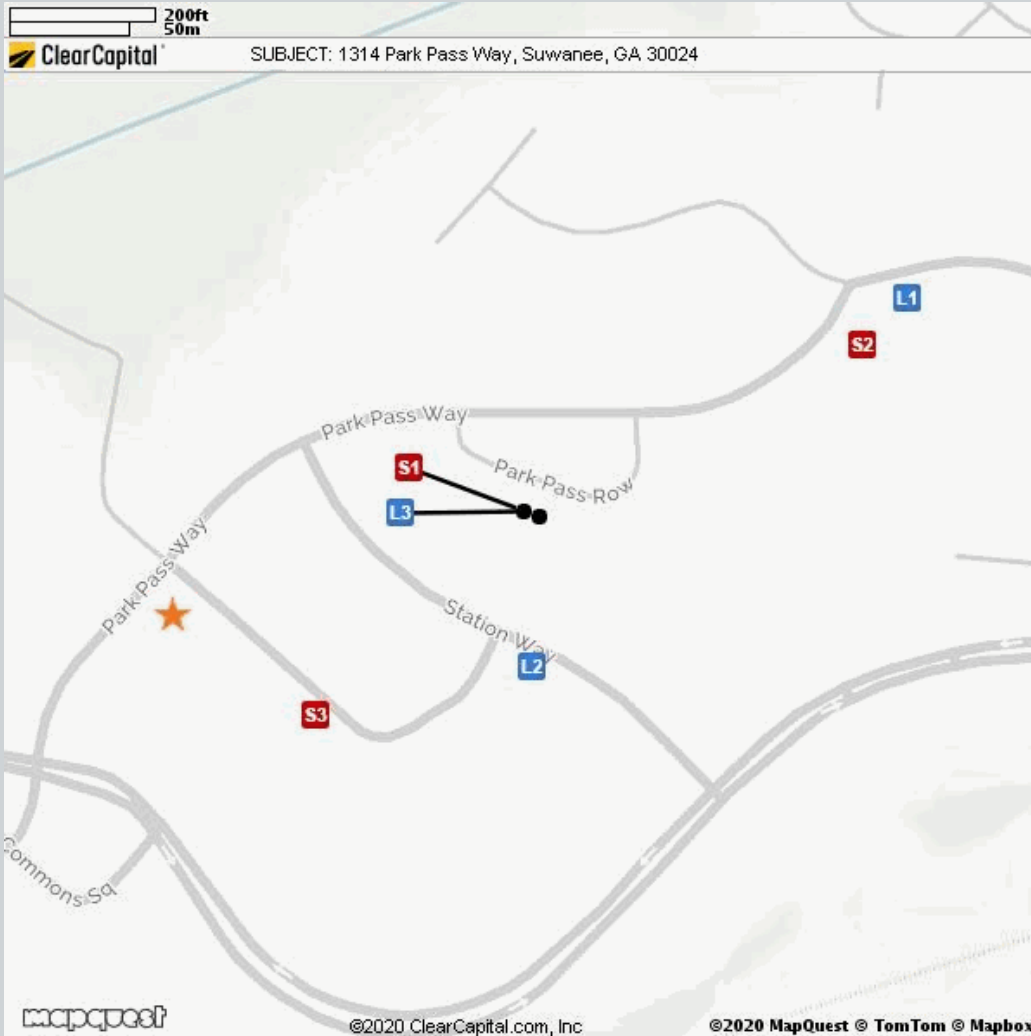 200ft
50m
ClearCapital
SUBJECT: 1314 Park Pass Way, Suwanee, GA 30024
L1
S2
Park Pass Way
S1
Park Pass Row
L3
Park Pass Way
Station Way
L2
S3
Commons Sq
mapquest
©2020 ClearCapital.com, Inc
©2020 MapQuest © TomTom © Mapbox